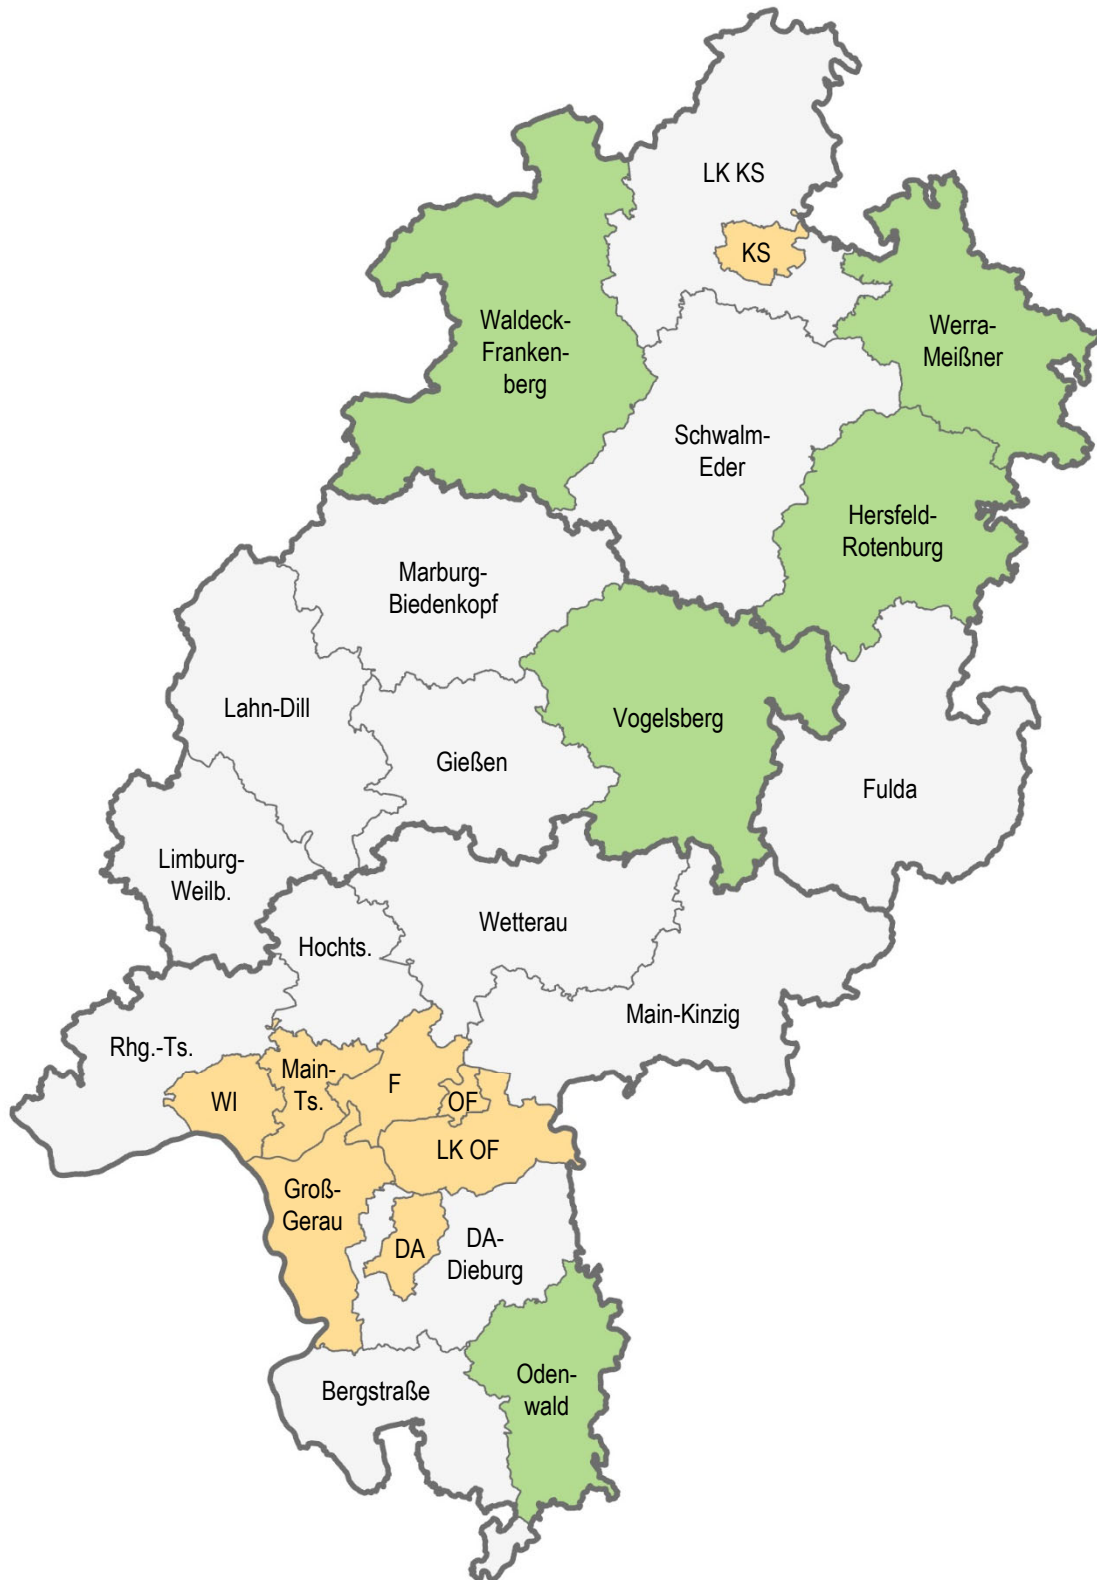 LK KS
KS
Waldeck-
Franken-
berg
Werra-
Meißner
Schwalm-
Eder
Hersfeld-
Rotenburg
Marburg-
Biedenkopf
Lahn-Dill
Vogelsberg
Gießen
Fulda
Limburg-
Weilb.
Wetterau
Hochts.
Main-Kinzig
Rhg.-Ts.
Main-
Ts.
F
WI
OF
LK OF
Groß-
Gerau
DA
DA-
Dieburg
Oden-
wald
Bergstraße